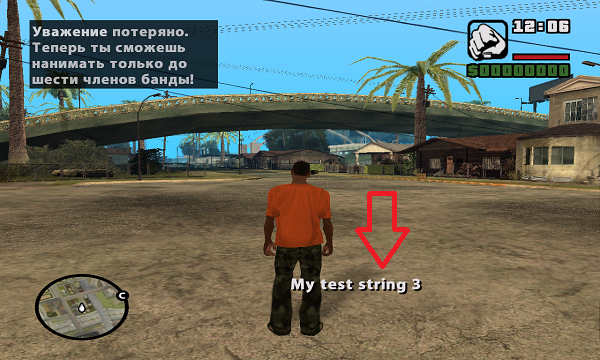 Уважение потеряно.
Теперь ты сможешь
нанимать только до
шести членов банды!
12:06
$00000000
My test string 3
C